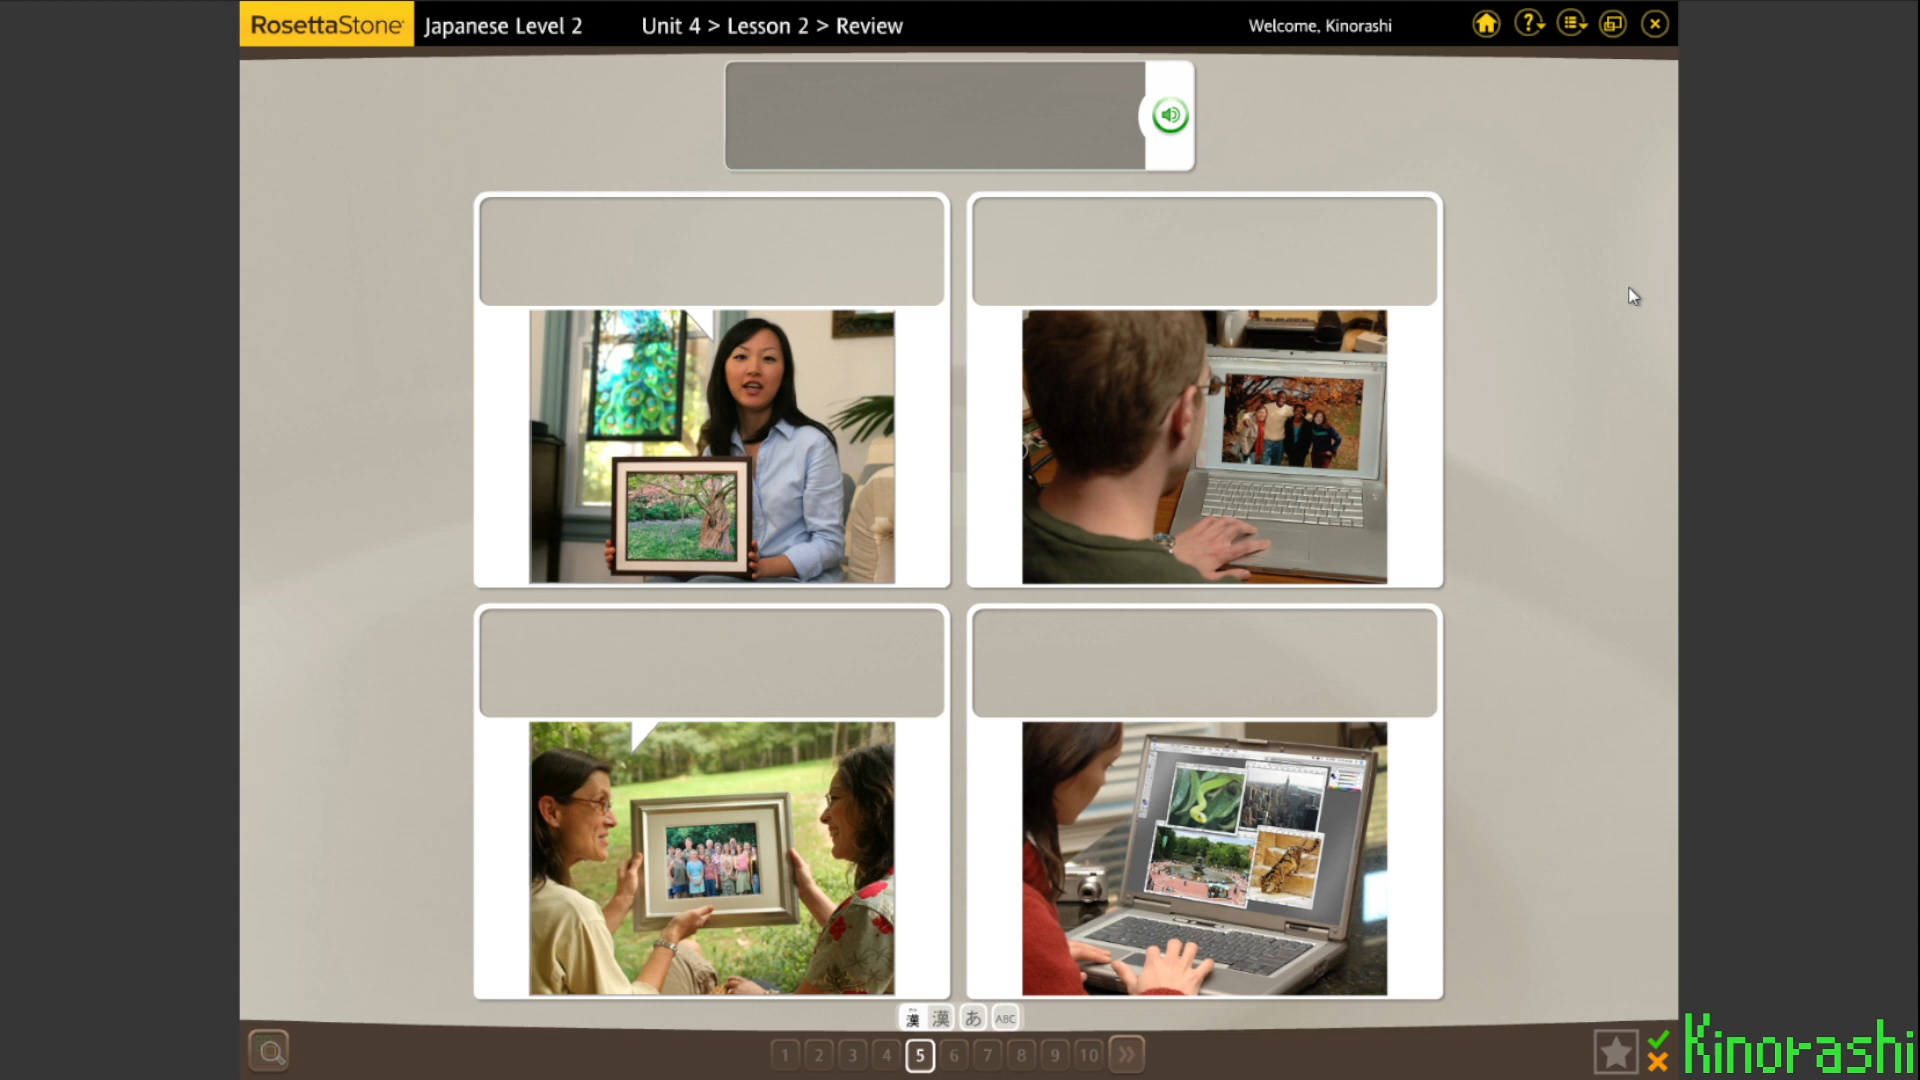 RosettaStone Japanese Level 2 Unit 4 > Lesson 2 > Review Welcome, Kinorashi
漢 漢 あ ABC
1 2 3 4 5 6 7 8 9 10
Kinorashi